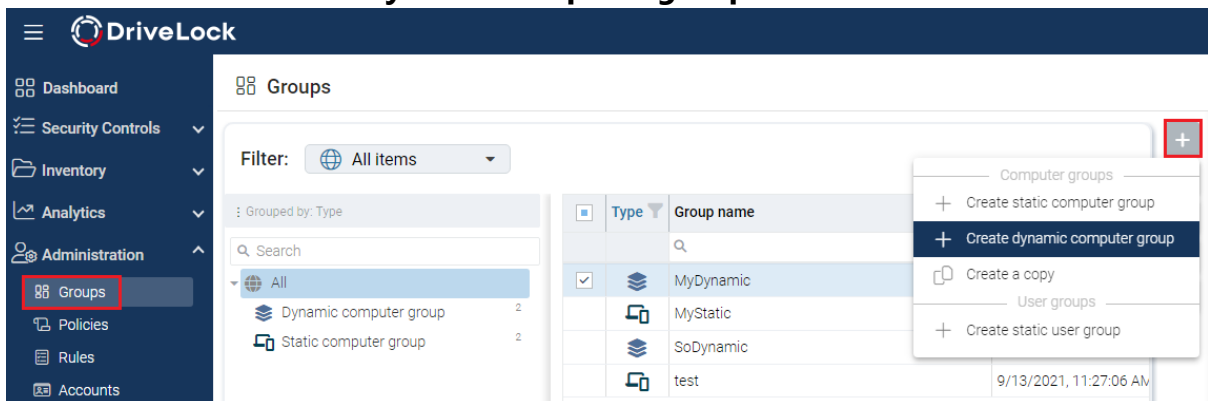 DriveLock
Dashboard
Security Controls
Inventory
Analytics
Administration
Groups
Policies
Rules
Accounts
Groups
Filter: All items
Grouped by: Type
Search
All
Dynamic computer group 2
Static computer group 2
Type Group name
MyDynamic
MyStatic
SoDynamic
test 9/13/2021, 11:27:06 AM
Computer groups
Create static computer group
Create dynamic computer group
Create a copy
User groups
Create static user group